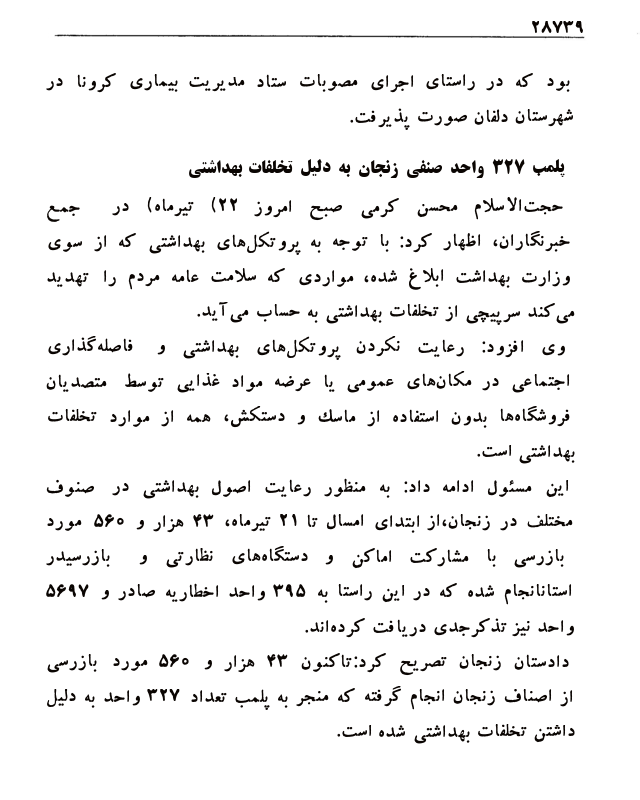 ۲۸۷۳۹
بود که در راستای اجرای مصوبات ستاد مدیریت بیماری کرونا در
شهرستان دلفان صورت پذیرفت.
پلمب ۳۲۷ واحد صنفی زنجان به دلیل تخلفات بهداشتی
حجت‌الاسلام محسن کرمی صبح امروز ۲۲) تیرماه) در جمع
خبرنگاران، اظهار کرد: با توجه به پروتکل‌های بهداشتی که از سوی
وزارت بهداشت ابلاغ شده، مواردی که سلامت عامه مردم را تهدید
می‌کند سرپیچی از تخلفات بهداشتی به حساب می‌آید.
وی افزود: رعایت نکردن پروتکل‌های بهداشتی و فاصله‌گذاری
اجتماعی در مکان‌های عمومی یا عرضه مواد غذایی توسط متصدیان
فروشگاه‌ها بدون استفاده از ماسك و دستکش، همه از موارد تخلفات
بهداشتی است.
این مسئول ادامه داد: به منظور رعایت اصول بهداشتی در صنوف
مختلف در زنجان،از ابتدای امسال تا ۲۱ تیرماه، ۴۳ هزار و ۵۶۰ مورد
بازرسی با مشارکت اماکن و دستگاه‌های نظارتی و بازرسیدر
استانانجام شده که در این راستا به ۳۹۵ واحد اخطاریه صادر و ۵۶۹۷
واحد نیز تذکرجدی دریافت کرده‌اند.
دادستان زنجان تصریح کرد:تاکنون ۴۳ هزار و ۵۶۰ مورد بازرسی
از اصناف زنجان انجام گرفته که منجر به پلمب تعداد ۳۲۷ واحد به دلیل
داشتن تخلفات بهداشتی شده است.